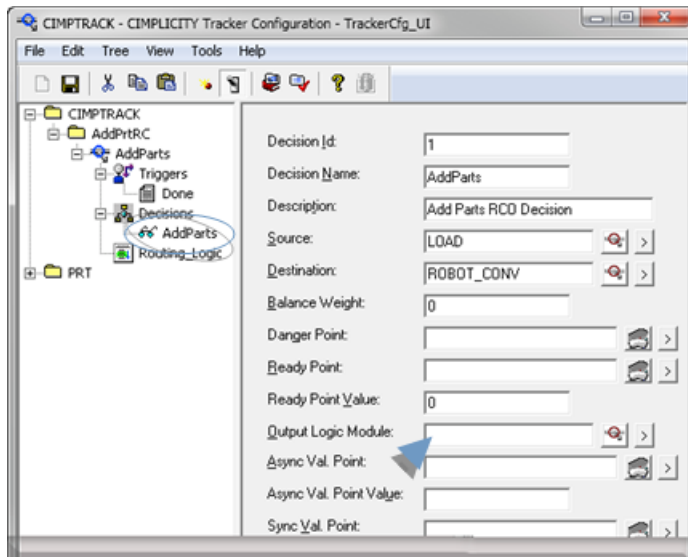 CIMPTRACK - CIMPLICITY Tracker Configuration - TrackerCfg_UI
File Edit Tree View Tools Help
CIMPTRACK
AddPrtRC
AddParts
Triggers
Done
Decisions
AddParts
Routing_Logic
PRT
Decision Id: 1
Decision Name: AddParts
Description: Add Parts RCO Decision
Source: LOAD >
Destination: ROBOT_CONV >
Balance Weight: 0
Danger Point: >
Ready Point: >
Ready Point Value: 0
Output Logic Module: >
Async Val. Point: >
Async Val. Point Value:
Sync Val. Point: >